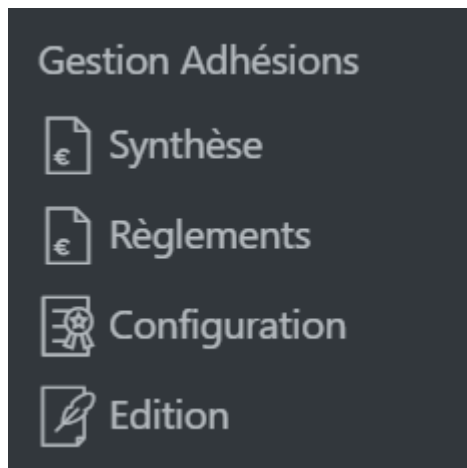 Gestion Adhésions
€ Synthèse
€ Règlements
Configuration
Edition